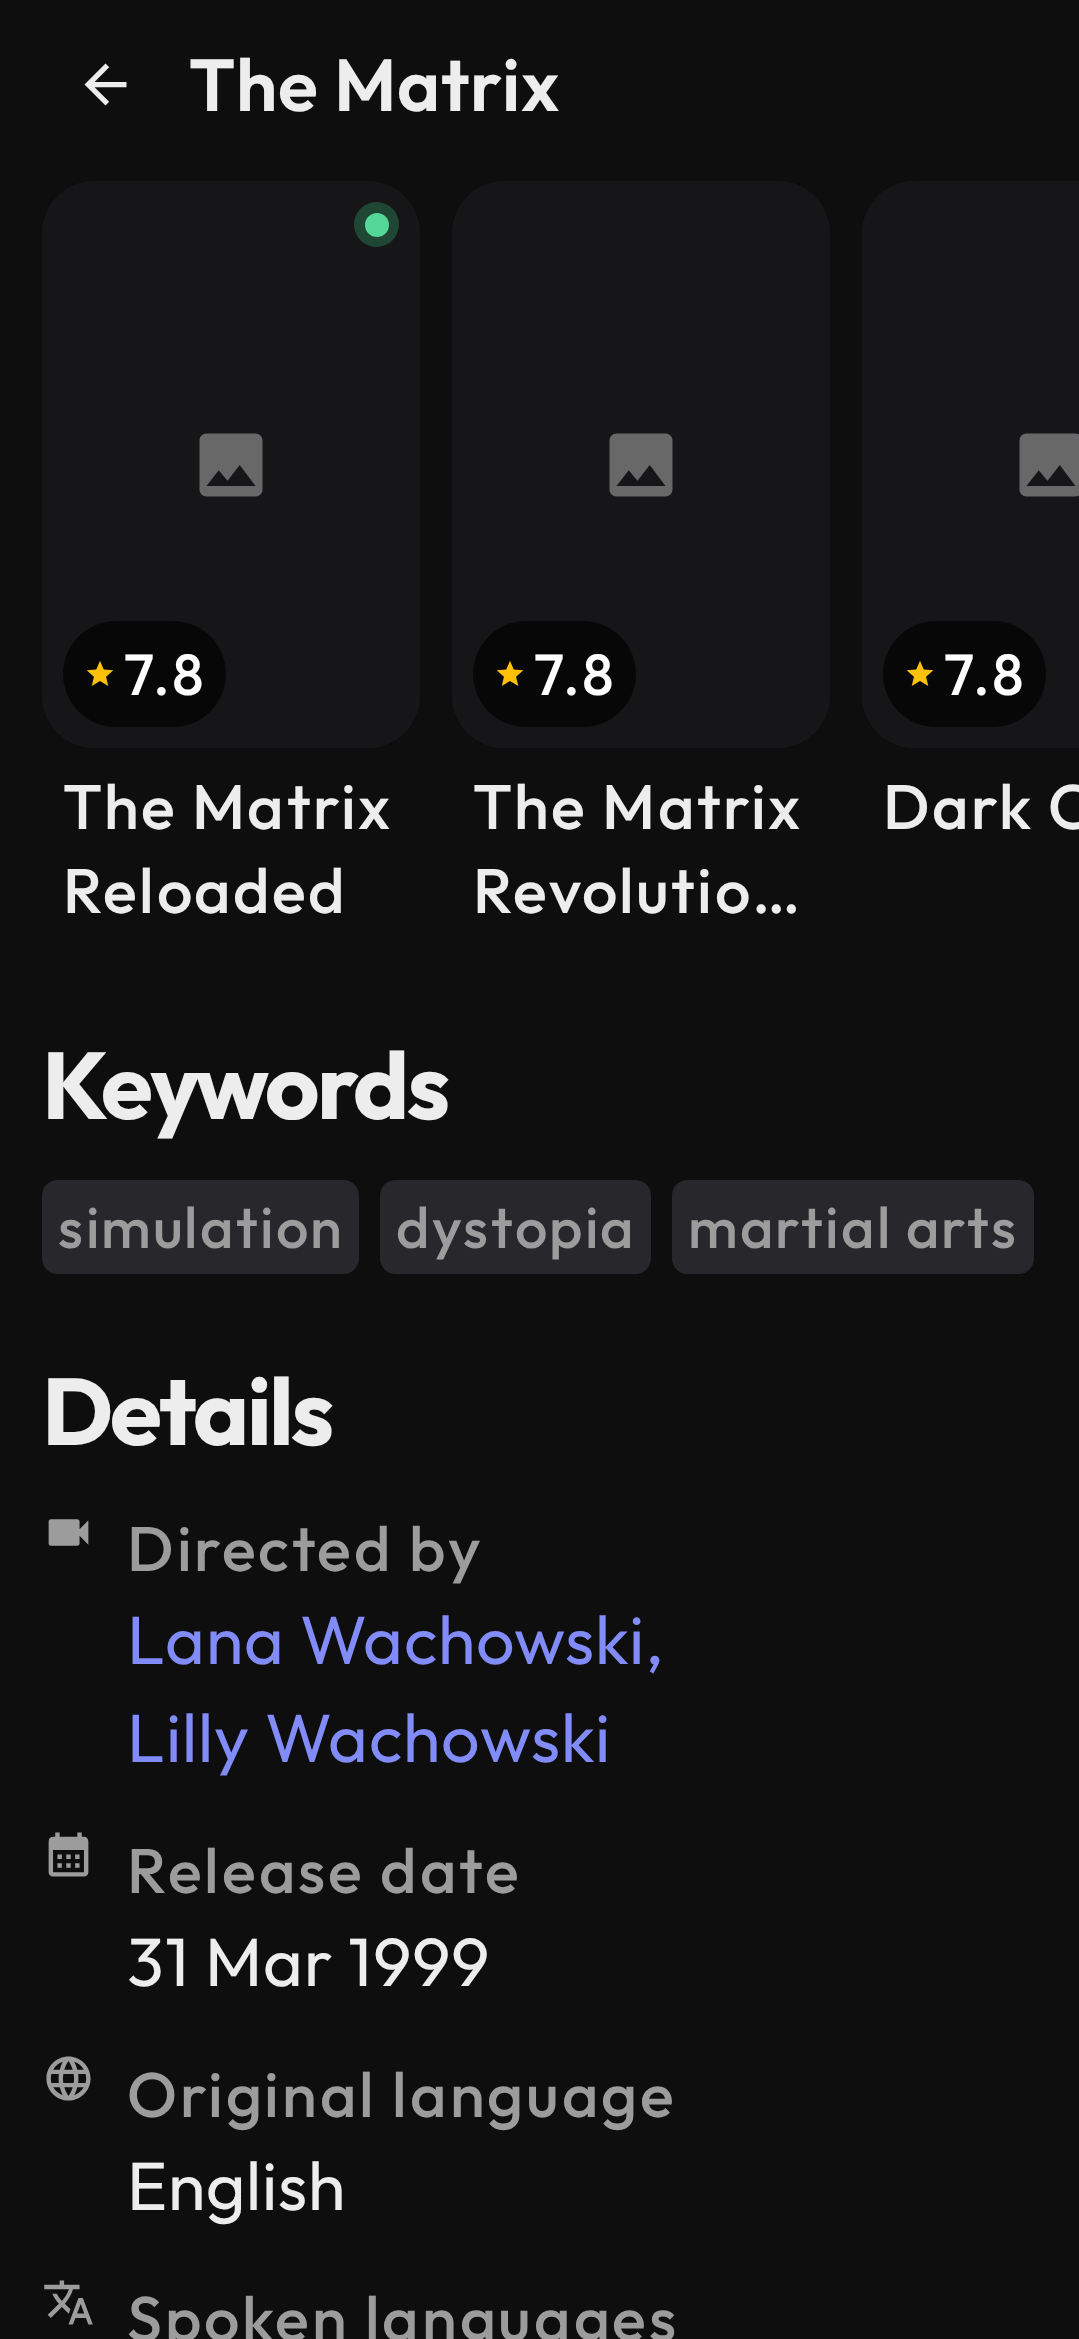 The Matrix
7.8
7.8
7.8
The Matrix
Reloaded
The Matrix
Revolutio...
Dark
Keywords
simulation
dystopia
martial arts
Details
Directed by
Lana Wachowski,
Lilly Wachowski
Release date
31 Mar 1999
Original language
English
Spoken languages